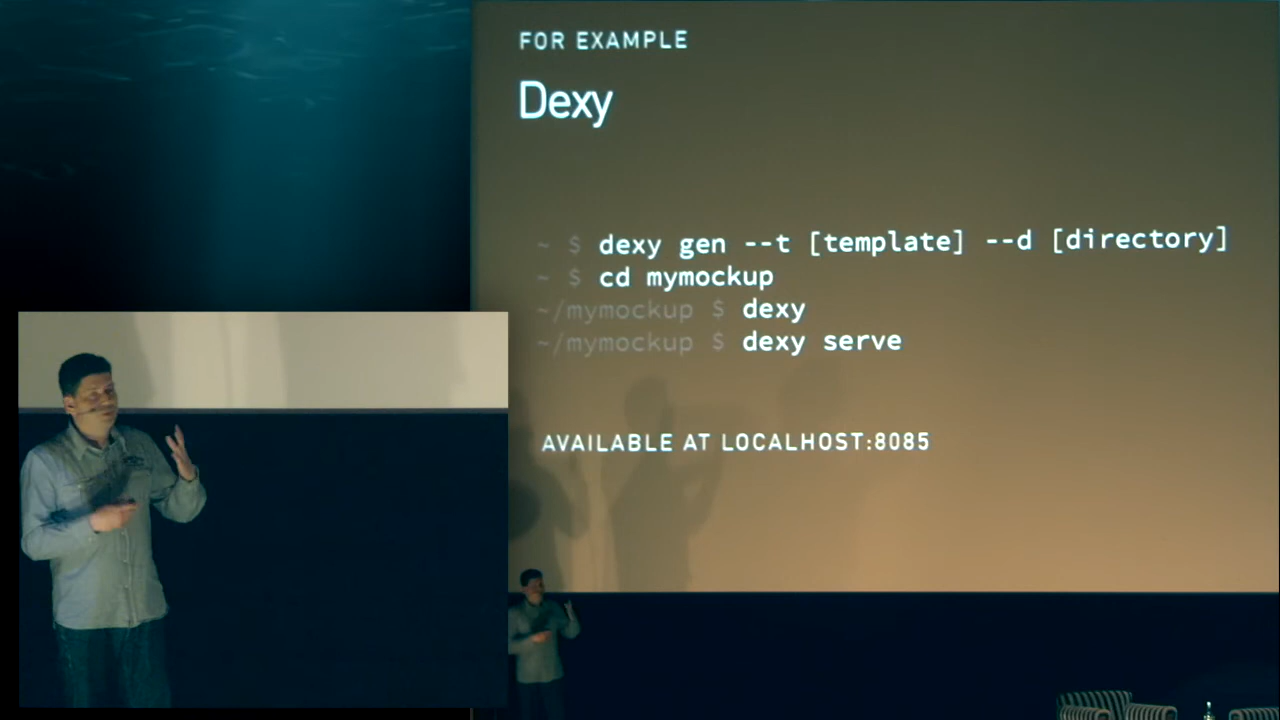 FOR EXAMPLE
Dexy
~ $ dexy gen --t [template] --d [directory]
~ $ cd mymockup
~/mymockup $ dexy
~/mymockup $ dexy serve
AVAILABLE AT LOCALHOST:8085